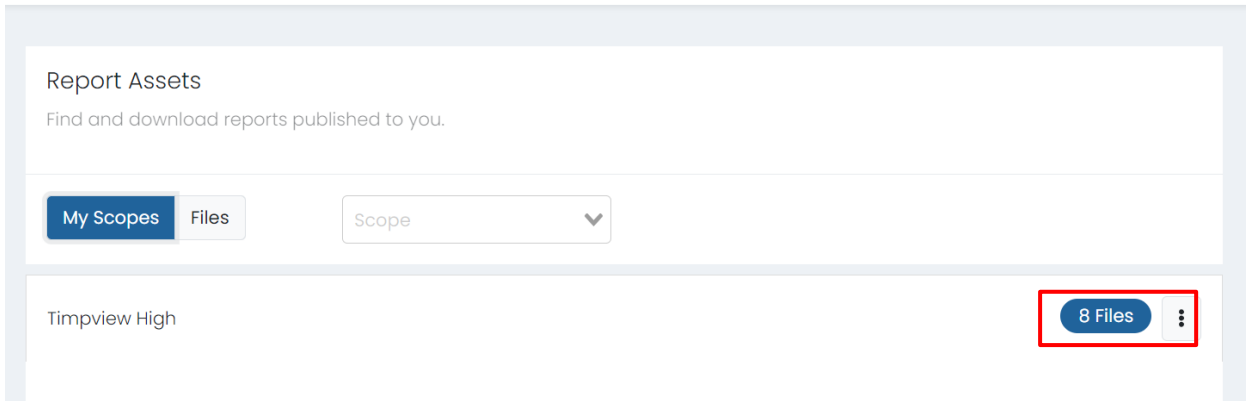 Report Assets
Find and download reports published to you.
My Scopes Files Scope
Timpview High 8 Files